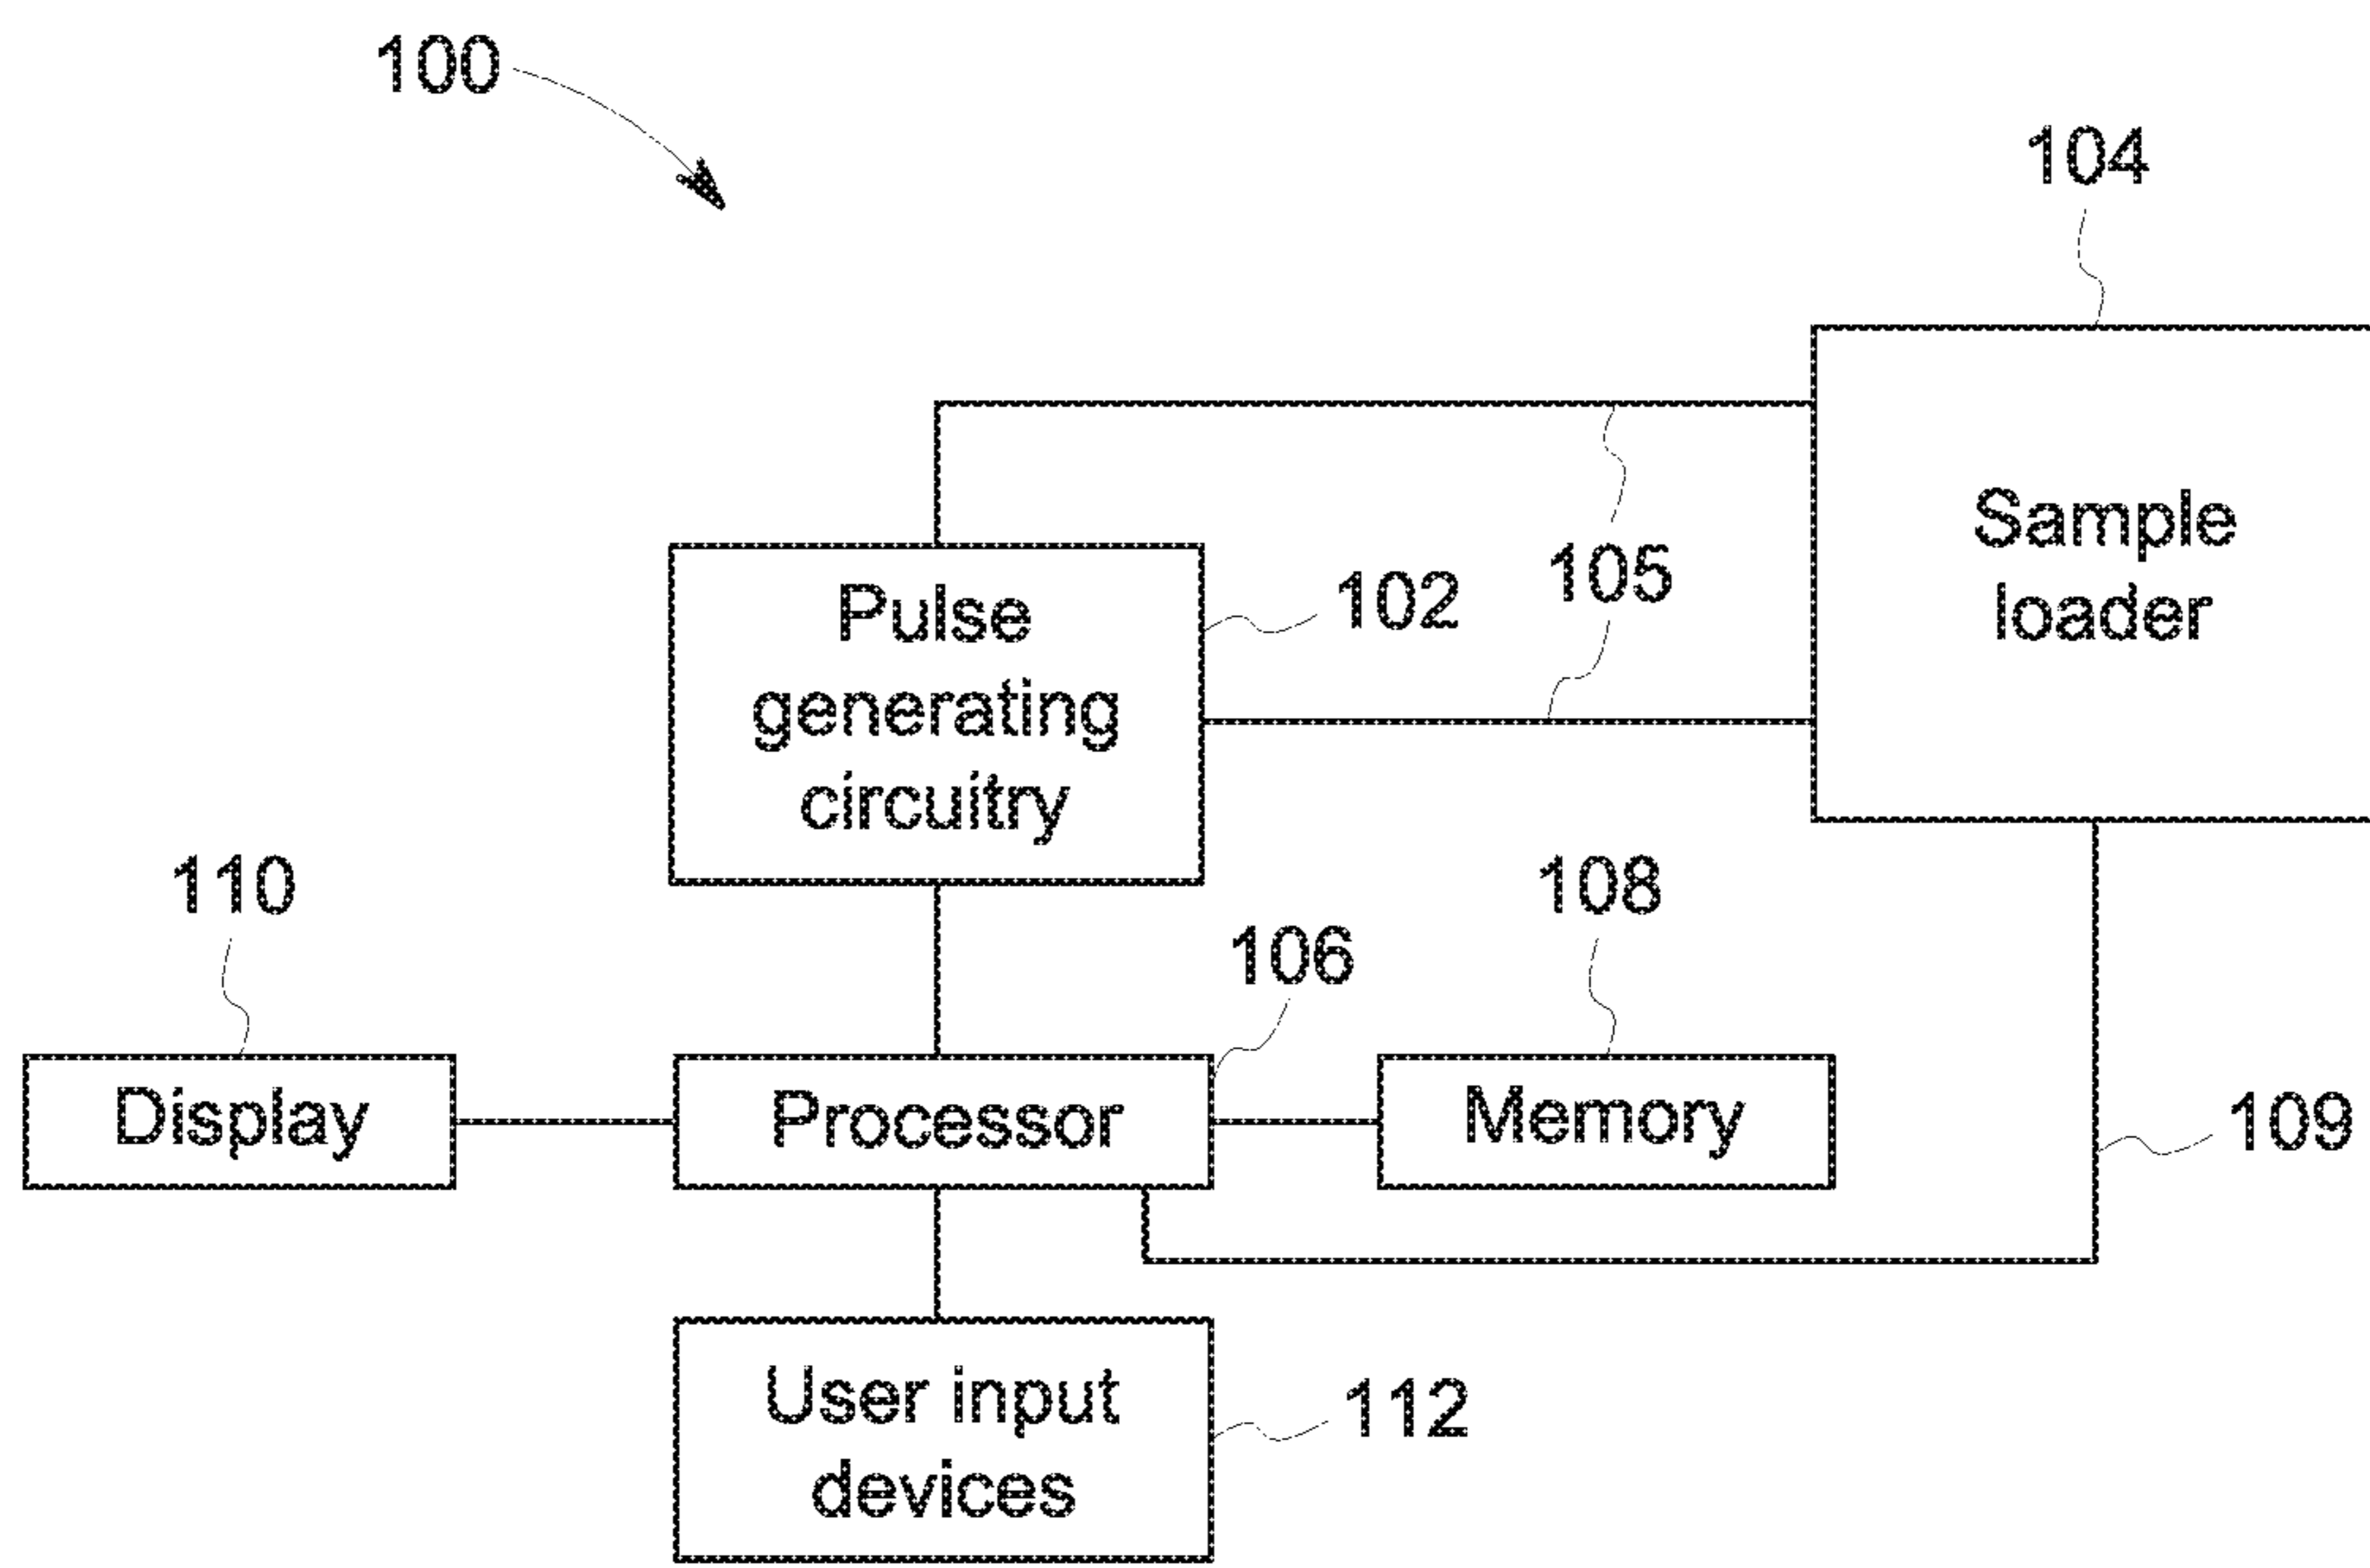 100
104
Sample
loader
105
102
Pulse
generating
circuitry
110
108
106
Display
Processor
Memory
109
User input
devices
112